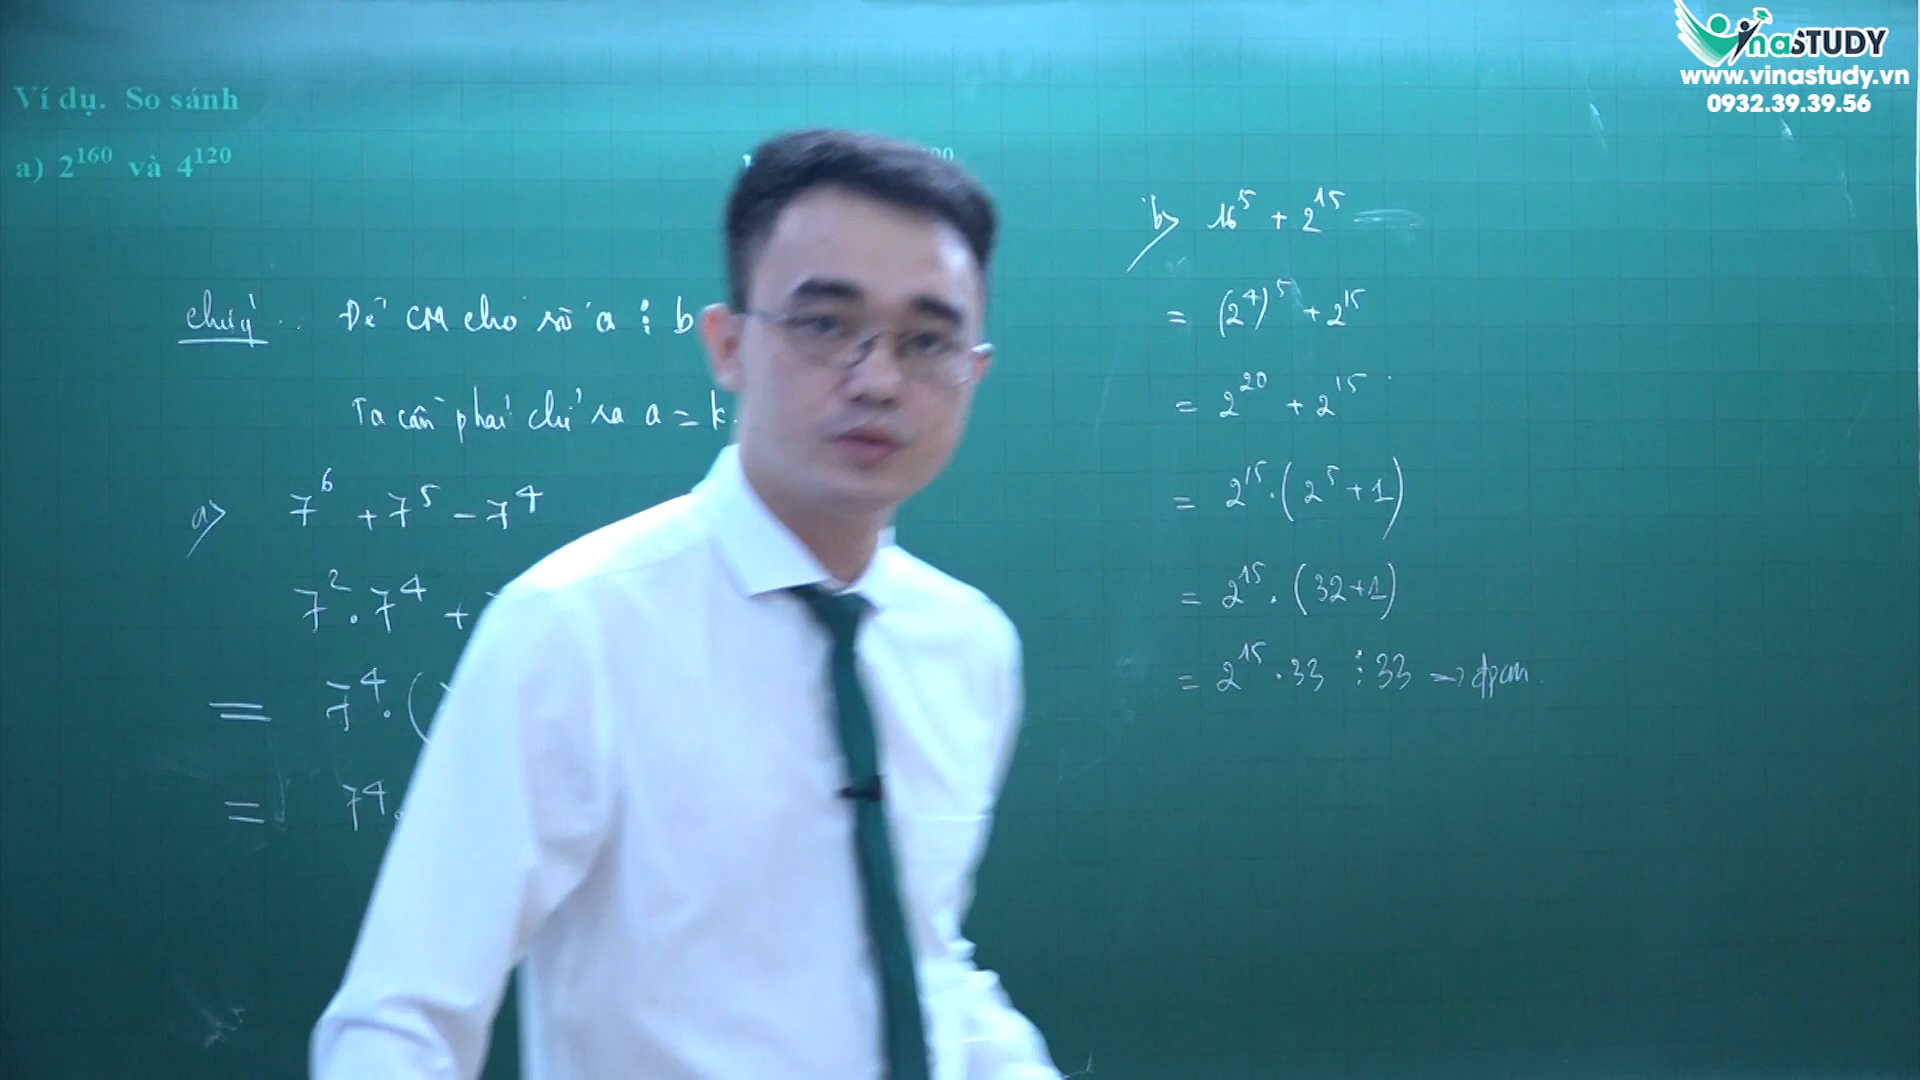 VinaSTUDY
www.vinastudy.vn
0932.39.39.56
Ví dụ. So sánh
a) 2^160 và 4^120
Chú ý: Để CM cho số a ⋮ b
Ta cần phải chỉ ra a = k.
a) 7^6 + 7^5 - 7^4
7^2 . 7^4 +
= 7^4 . (
= 7^4 .
b) 16^5 + 2^15
= (2^4)^5 + 2^15
= 2^20 + 2^15
= 2^15 . (2^5 + 1)
= 2^15 . (32+1)
= 2^15 . 33 ⋮ 33 → đpcm.